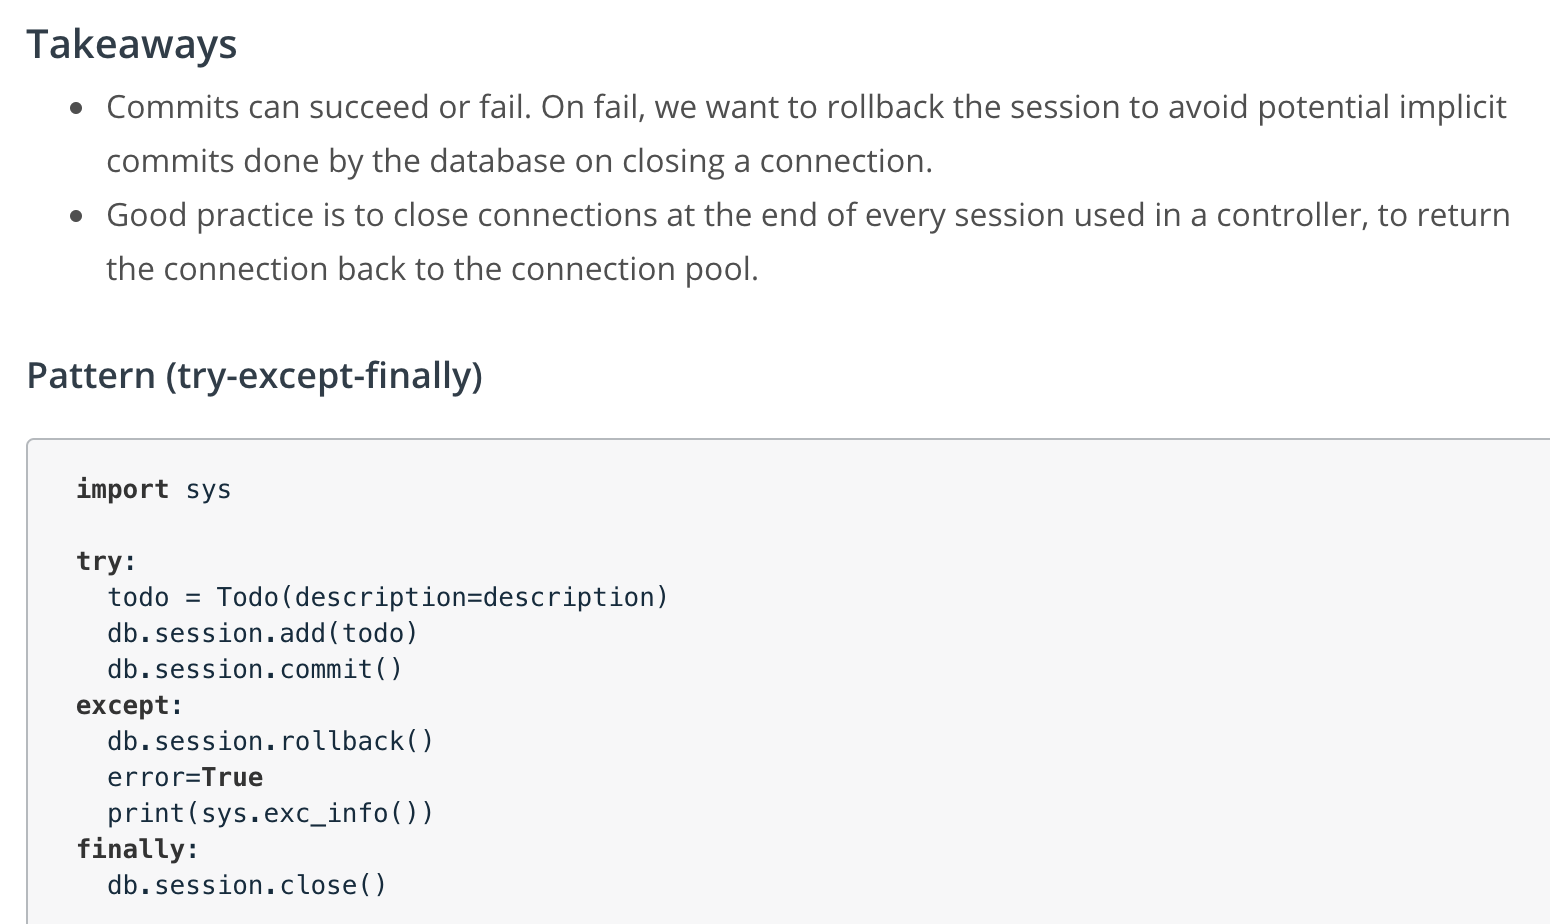 Takeaways
Commits can succeed or fail. On fail, we want to rollback the session to avoid potential implicit
commits done by the database on closing a connection.
Good practice is to close connections at the end of every session used in a controller, to return
the connection back to the connection pool.
Pattern (try-except-finally)
import sys
try:
todo = Todo(description=description)
db.session.add(todo)
db.session.commit()
except:
db.session.rollback()
error=True
print(sys.exc_info())
finally:
db.session.close()